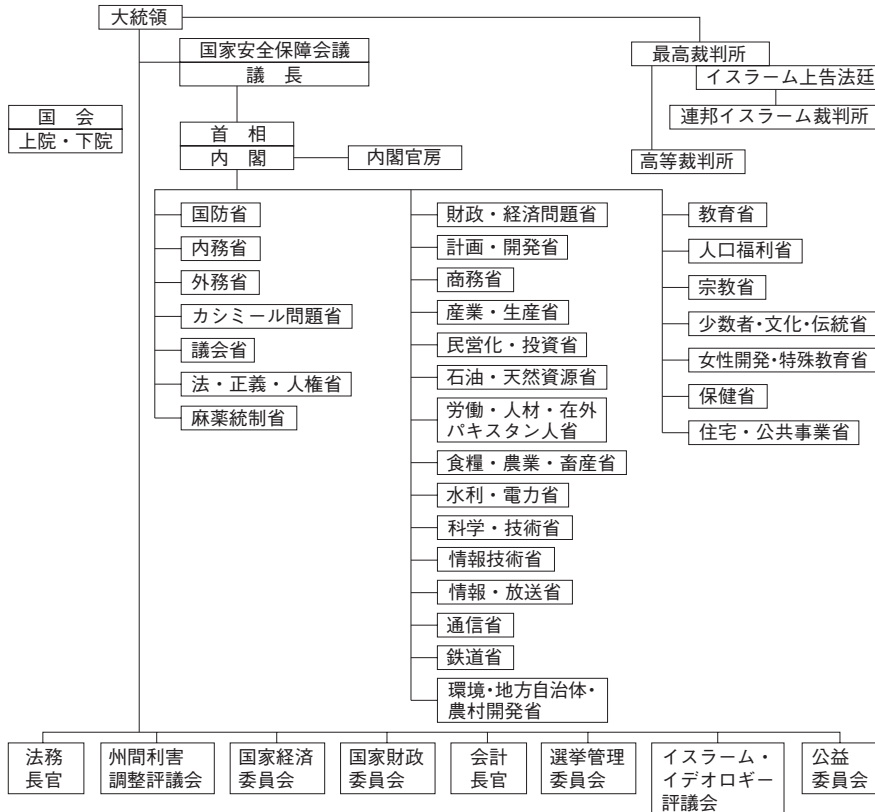 大統領
国家安全保障会議
議　長
最高裁判所
イスラーム上告法廷
連邦イスラーム裁判所
高等裁判所
国　会
上院・下院
首　相
内　閣
内閣官房
国防省
内務省
外務省
カシミール問題省
議会省
法・正義・人権省
麻薬統制省
財政・経済問題省
計画・開発省
商務省
産業・生産省
民営化・投資省
石油・天然資源省
労働・人材・在外
パキスタン人省
食糧・農業・畜産省
水利・電力省
科学・技術省
情報技術省
情報・放送省
通信省
鉄道省
環境・地方自治体・
農村開発省
教育省
人口福利省
宗教省
少数者・文化・伝統省
女性開発・特殊教育省
保健省
住宅・公共事業省
法務
長官
州間利害
調整評議会
国家経済
委員会
国家財政
委員会
会計
長官
選挙管理
委員会
イスラーム・
イデオロギー
評議会
公益
委員会